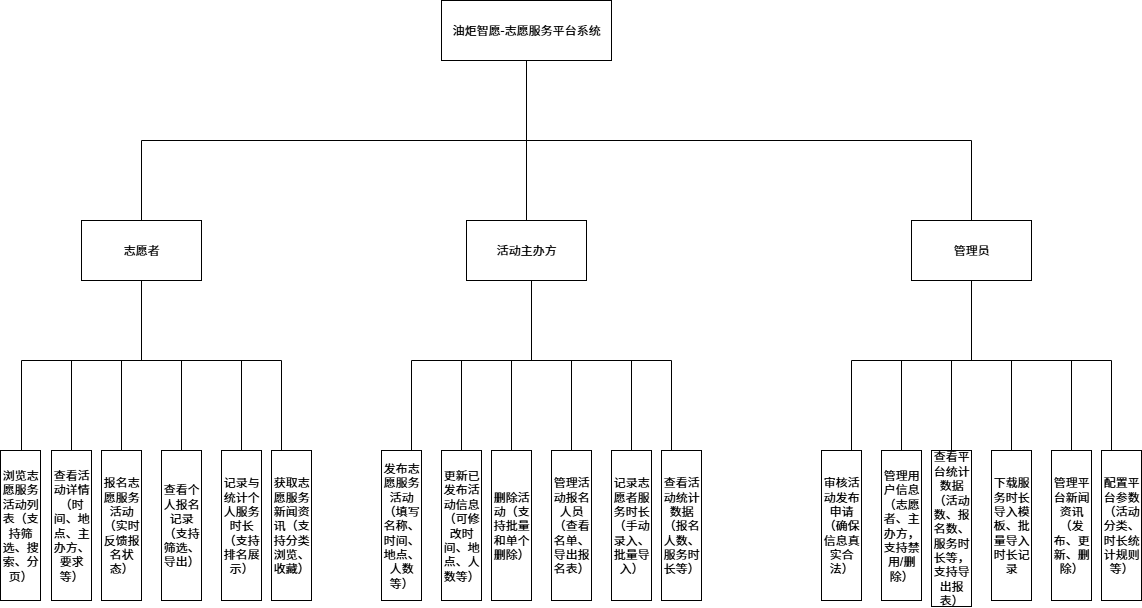 油炬智愿-志愿服务平台系统
志愿者
活动主办方
管理员
浏览志
愿服务
活动列
表（支
持筛
选、搜
索、分
页）
查看活
动详情
（时
间、地
点、主
办方、
要求
等）
报名志
愿服务
活动
（实时
反馈报
名状
态）
查看个
人报名
记录
（支持
筛选、
导出）
记录与
统计个
人服务
时长
（支持
排名展
示）
获取志
愿服务
新闻资
讯（支
持分类
浏览、
收藏）
发布志
愿服务
活动
（填写
名称、
时间、
地点、
人数
等）
更新已
发布活
动信息
（可修
改时
间、地
点、人
数等）
删除活
动（支
持批量
和单个
删除）
管理活
动报名
人员
（查看
名单、
导出报
名表）
记录志
愿者服
务时长
（手动
录入、
批量导
入）
查看活
动统计
数据
（报名
人数、
服务时
长等）
审核活
动发布
申请
（确保
信息真
实合
法）
管理用
户信息
（志愿
者、主
办方，
支持禁
用/删
除）
查看平
台统计
数据
（活动
数、报
名数、
服务时
长等，
支持导
出报
表）
下载服
务时长
导入模
板、批
量导入
时长记
录
管理平
台新闻
资讯
（发
布、更
新、删
除）
配置平
台参数
（活动
分类、
时长统
计规则
等）